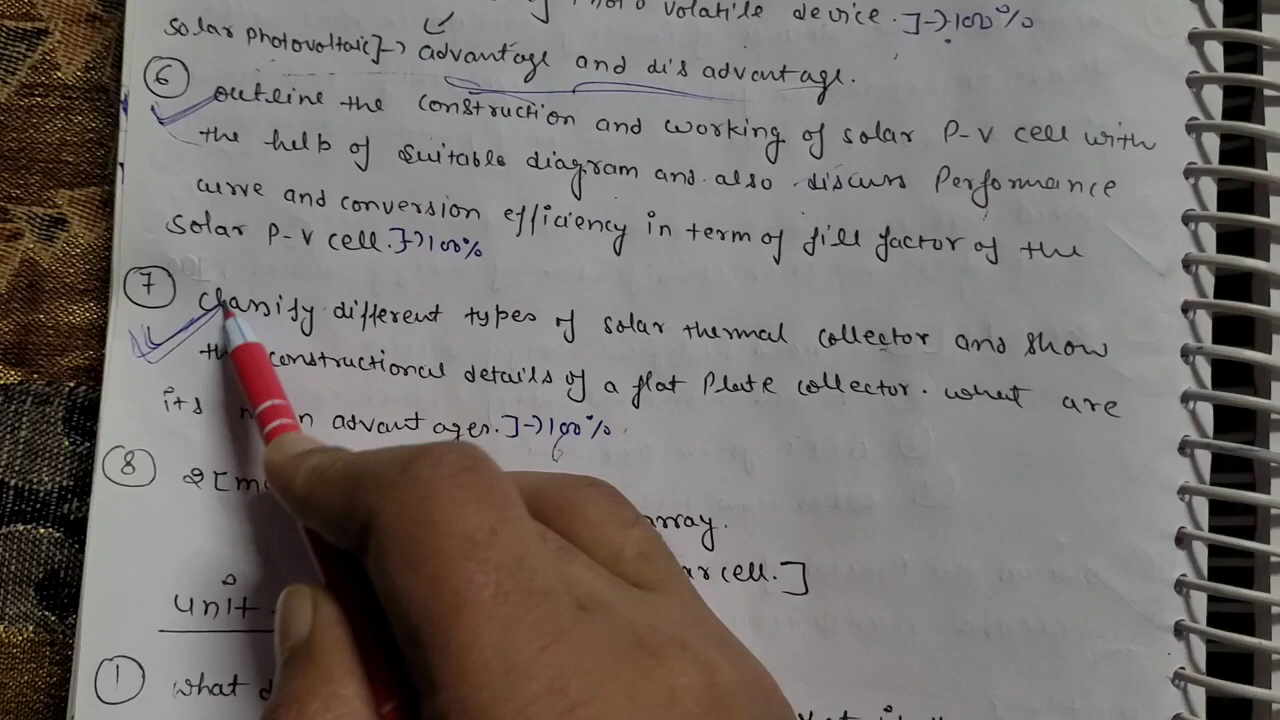 volatile device.]→100%
solar photovoltaic]→ advantage and disadvantage.
⑥ outline the construction and working of solar P-V cell with
the help of suitable diagram and also discuss Performance
curve and conversion efficiency in term of fill factor of the
solar P-V cell.]→100%
⑦ classify different types of solar thermal collector and show
the constructional details of a flat Plate collector. what are
its advantages.]→100%.
⑧ 2[m
array.
cell.]
unit
① what